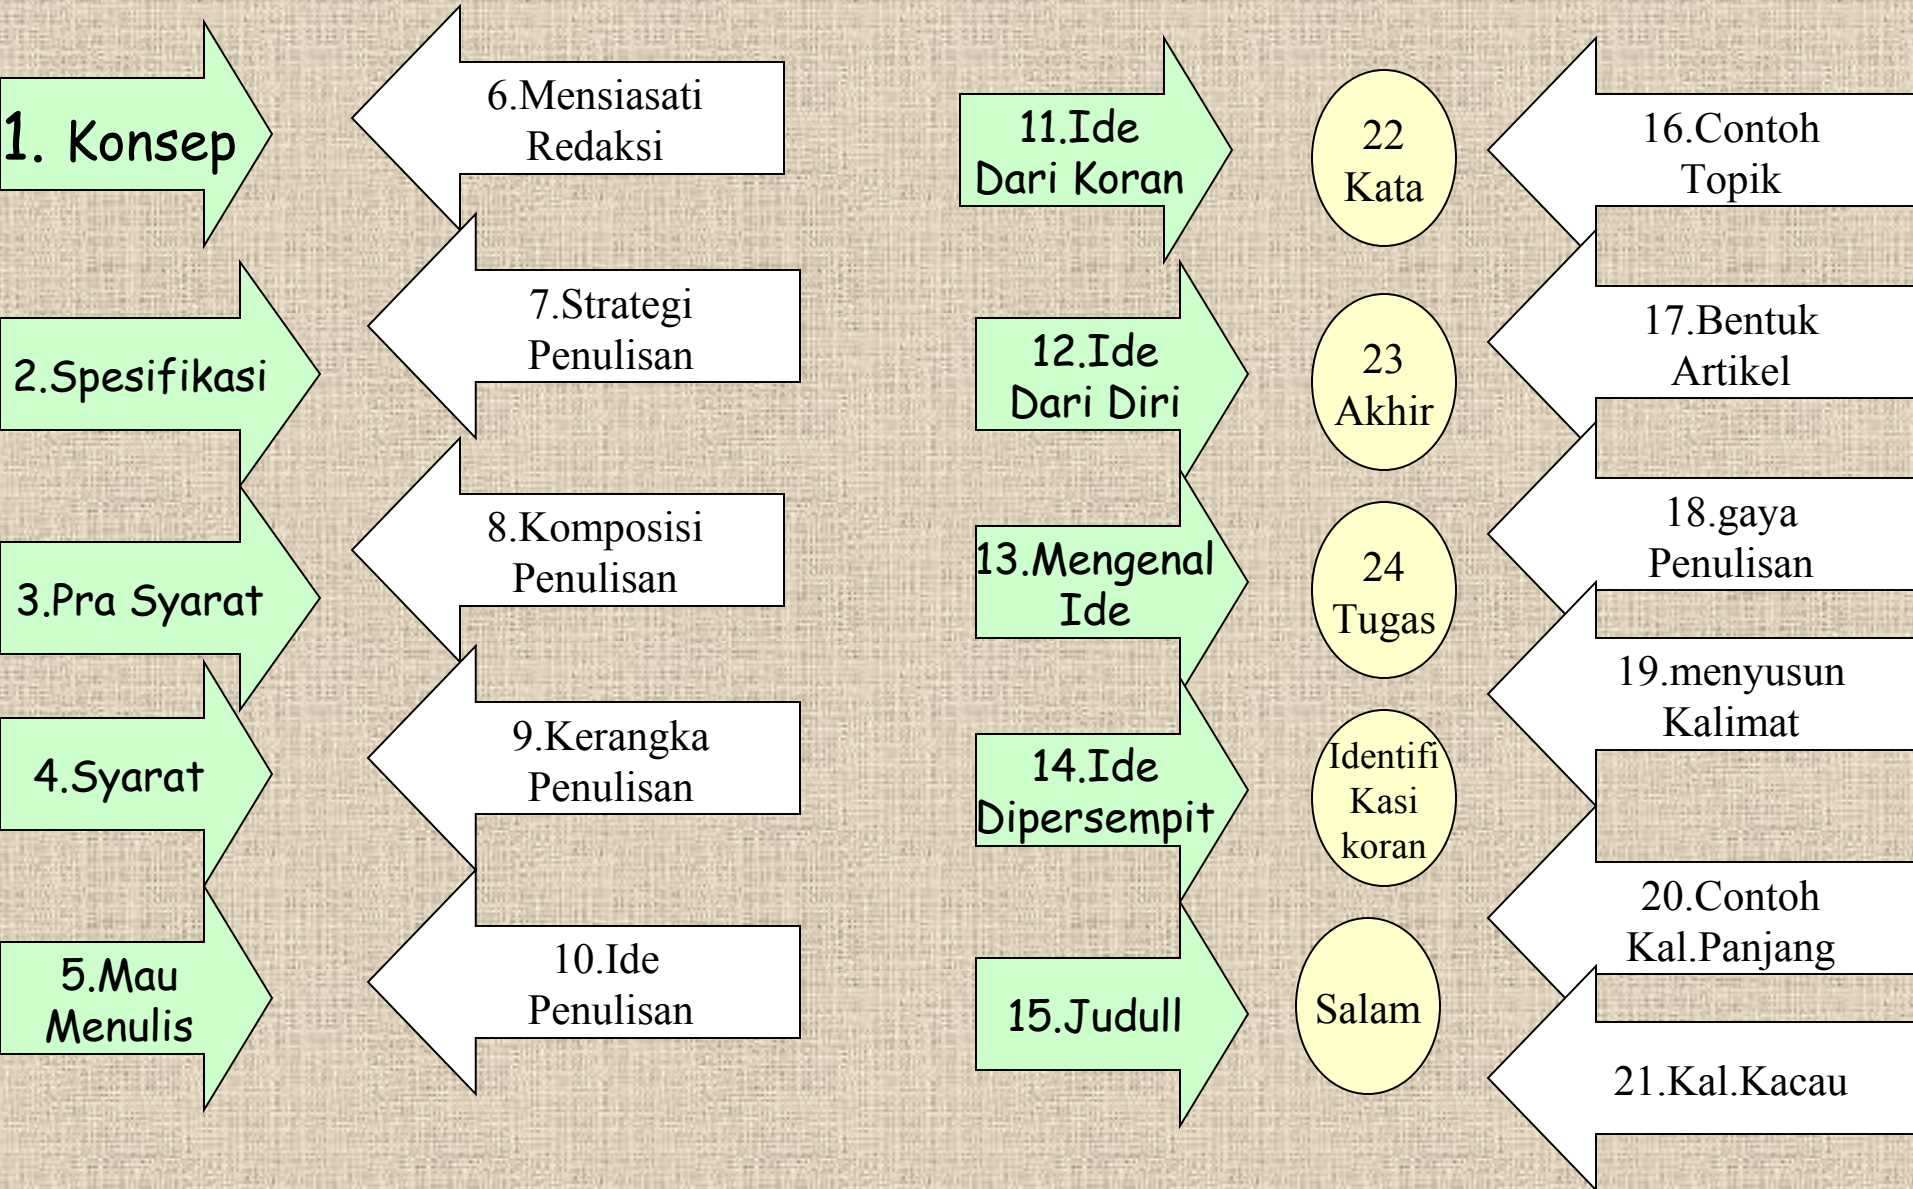 1. Konsep
2.Spesifikasi
3.Pra Syarat
4.Syarat
5.Mau
Menulis
6.Mensiasati
Redaksi
7.Strategi
Penulisan
8.Komposisi
Penulisan
9.Kerangka
Penulisan
10.Ide
Penulisan
11.Ide
Dari Koran
12.Ide
Dari Diri
13.Mengenal
Ide
14.Ide
Dipersempit
15.Judull
22
Kata
23
Akhir
24
Tugas
Identifi
Kasi
koran
Salam
16.Contoh
Topik
17.Bentuk
Artikel
18.gaya
Penulisan
19.menyusun
Kalimat
20.Contoh
Kal.Panjang
21.Kal.Kacau